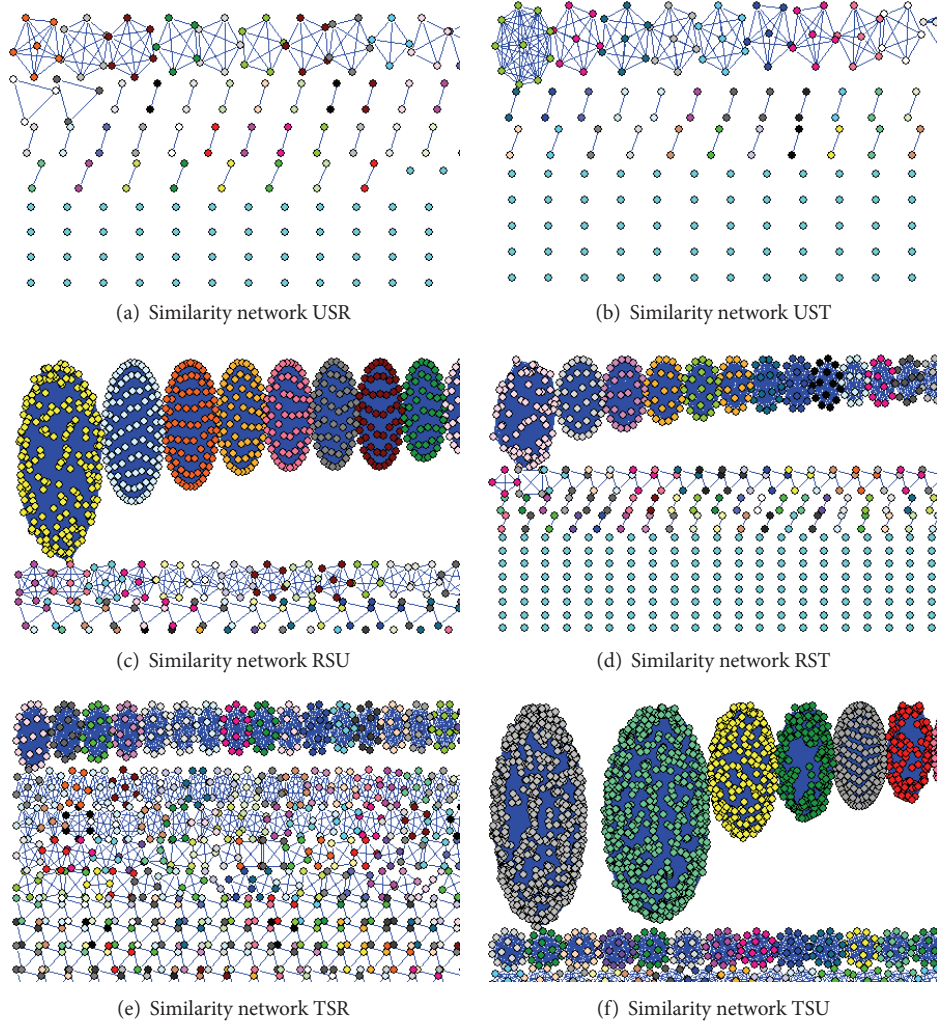 (a) Similarity network USR
(b) Similarity network UST
(c) Similarity network RSU
(d) Similarity network RST
(e) Similarity network TSR
(f) Similarity network TSU